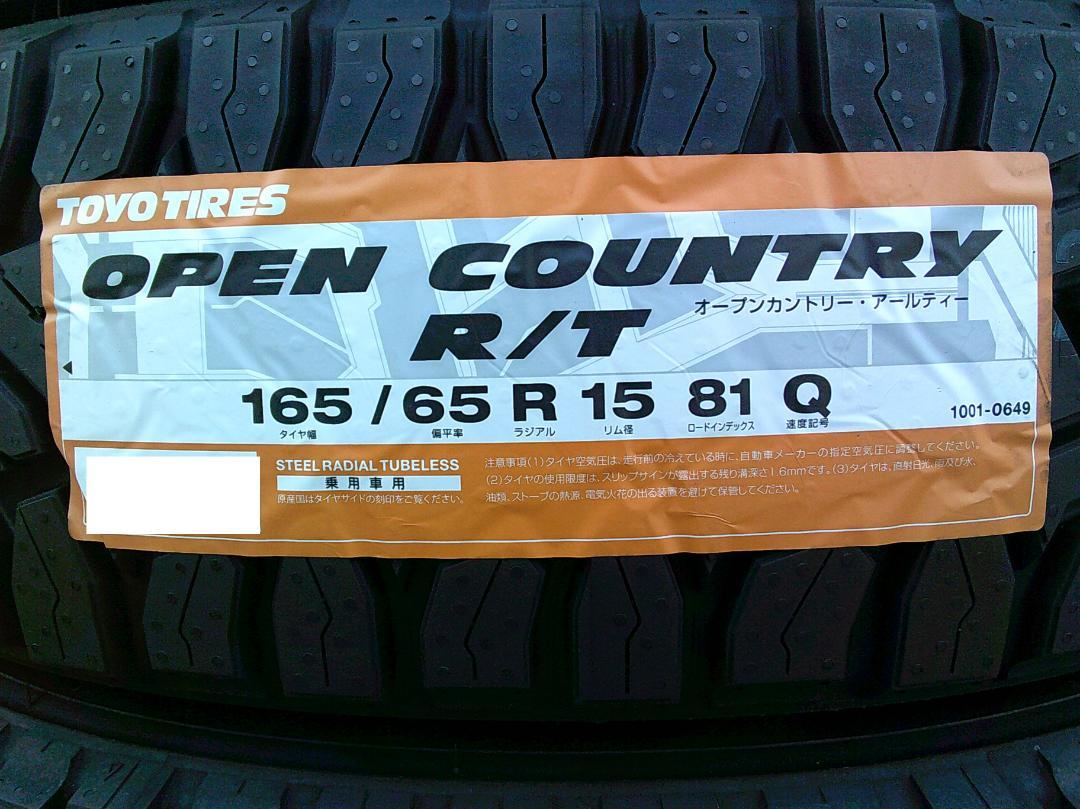 TOYO TIRES
OPEN COUNTRY
R/T
オープンカントリー・アールティー
165 / 65 R 15 81 Q
タイヤ幅 偏平率 ラジアル リム径 ロードインデックス 速度記号
1001-0649
STEEL RADIAL TUBELESS
乗用車用
原産国はタイヤサイドの刻印をご覧ください。
注意事項(1)タイヤ空気圧は、走行前の冷えている時に、自動車メーカーの指定空気圧に調整してください。
(2)タイヤの使用限度は、スリップサインが露出する残り溝深さ1.6mmです。(3)タイヤは、直射日光、雨及び水、
油類、ストーブの熱源、電気火花の出る装置を避けて保管してください。